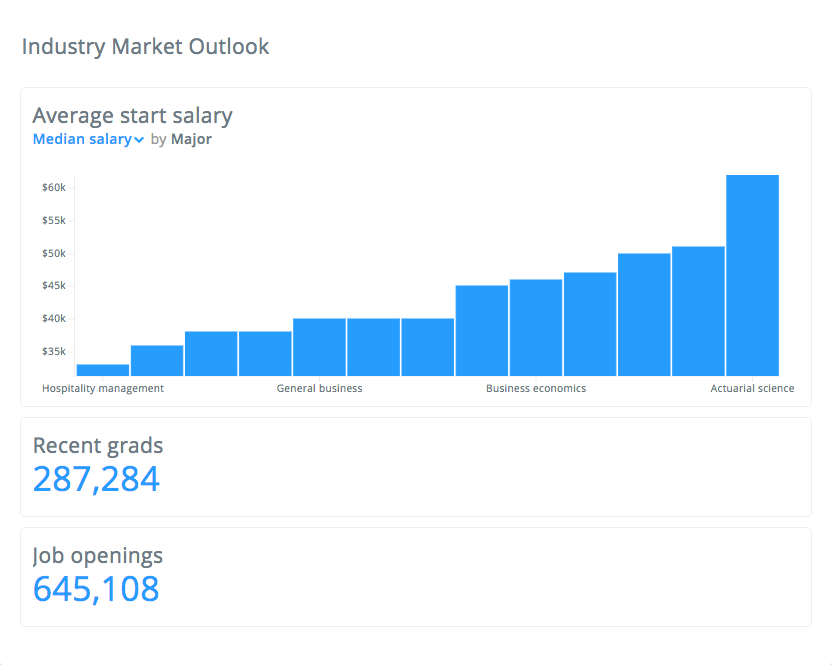 Industry Market Outlook
Average start salary
Median salary by Major
$60k
$55k
$50k
$45k
$40k
$35k
Hospitality management General business Business economics Actuarial science
Recent grads
287,284
Job openings
645,108